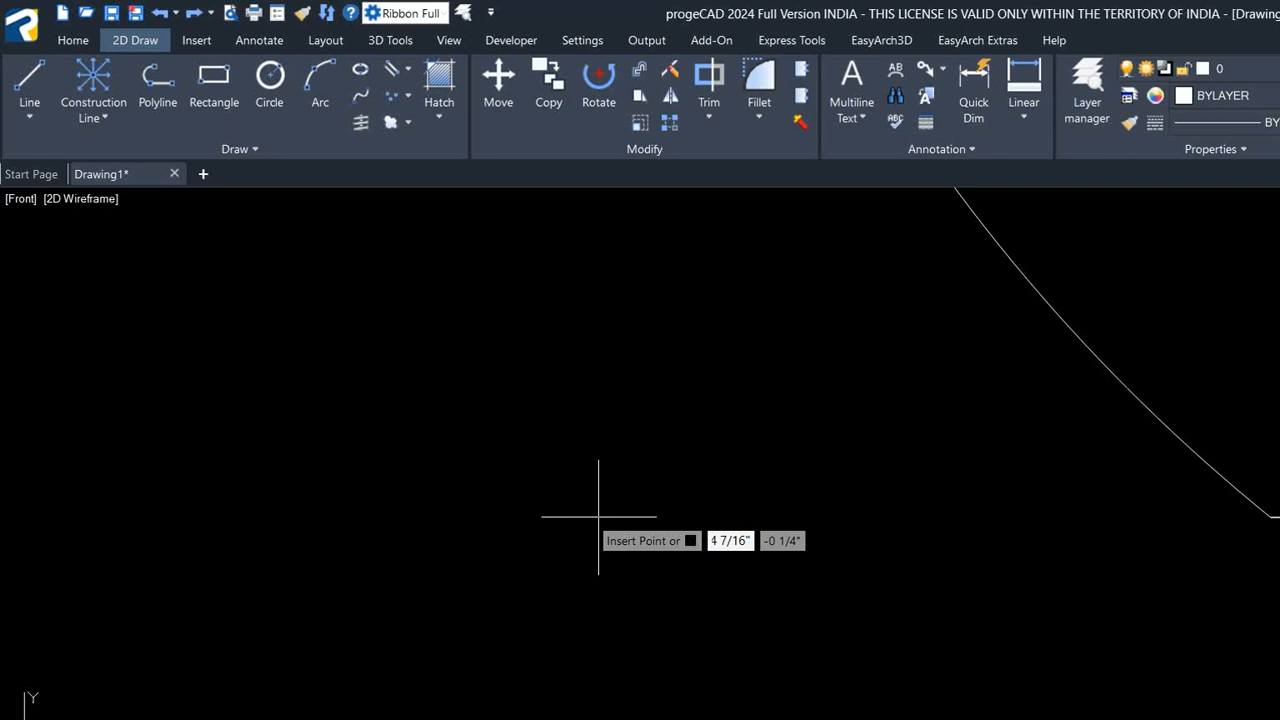 Ribbon Full
progeCAD 2024 Full Version INDIA - THIS LICENSE IS VALID ONLY WITHIN THE TERRITORY OF INDIA - [Drawing
Home 2D Draw Insert Annotate Layout 3D Tools View Developer Settings Output Add-On Express Tools EasyArch3D EasyArch Extras Help
Line Construction Line Polyline Rectangle Circle Arc Hatch Move Copy Rotate Trim Fillet Multiline Text Quick Dim Linear Layer manager
0
BYLAYER
BY
Draw Modify Annotation Properties
Start Page Drawing1*
[Front] [2D Wireframe]
Insert Point or 4 7/16" -0 1/4"
Y